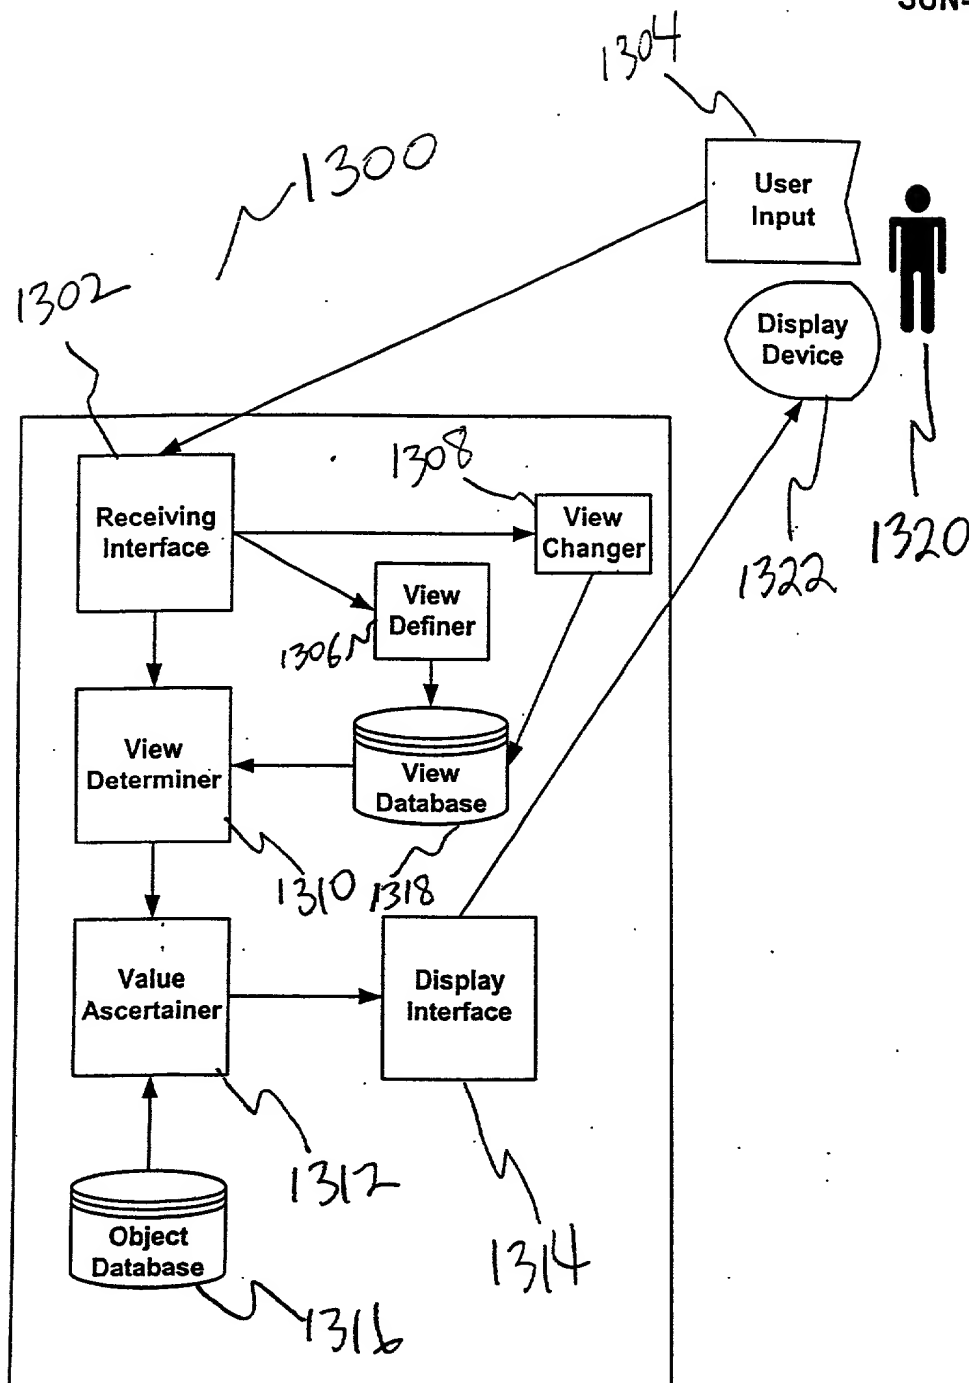 1304
1300
User
Input
1302
Display
Device
1308
Receiving
Interface
View
Changer
1320
1322
View
Definer
1306
View
Determiner
View
Database
1310
1318
Value
Ascertainer
Display
Interface
1312
Object
Database
1314
1316